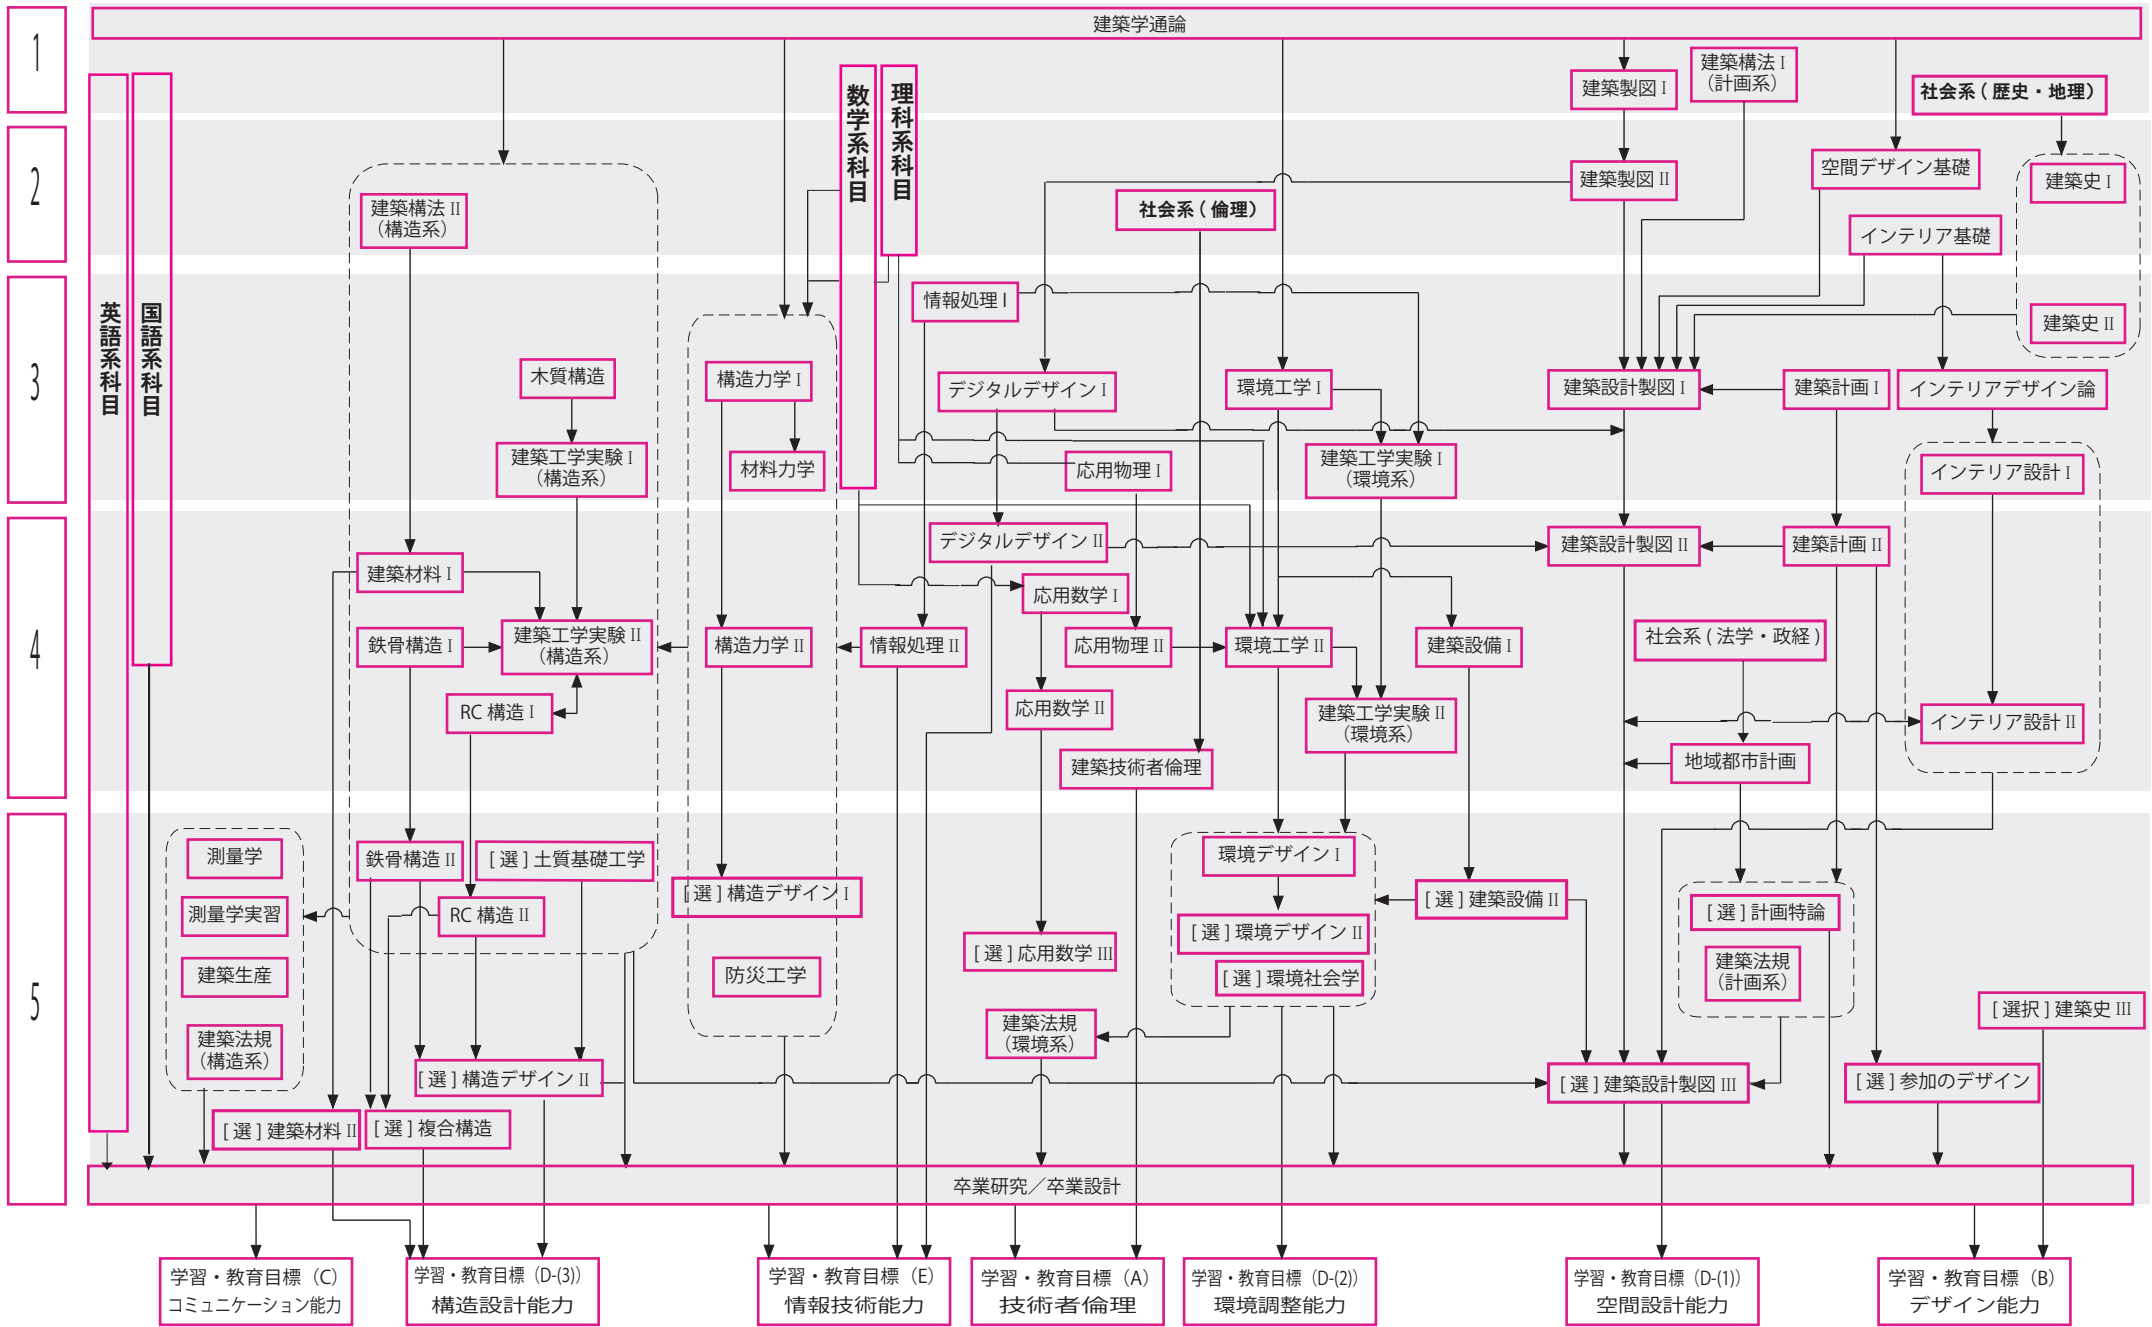 1
建築学通論
建築製図 I
建築構法 I
（計画系）
社会系 ( 歴史・地理 )
数学系科目
理科系科目
英語系科目
国語系科目
2
建築構法 II
（構造系）
社会系 ( 倫理 )
建築製図 II
空間デザイン基礎
インテリア基礎
建築史 I
3
情報処理 I
建築史 II
木質構造
構造力学 I
デジタルデザイン I
環境工学 I
建築設計製図 I
建築計画 I
インテリアデザイン論
建築工学実験 I
（構造系）
材料力学
応用物理 I
建築工学実験 I
（環境系）
インテリア設計 I
4
デジタルデザイン II
建築設計製図 II
建築計画 II
建築材料 I
応用数学 I
鉄骨構造 I
建築工学実験 II
（構造系）
構造力学 II
情報処理 II
応用物理 II
環境工学 II
建築設備 I
社会系 ( 法学・政経 )
RC 構造 I
応用数学 II
建築工学実験 II
（環境系）
インテリア設計 II
建築技術者倫理
地域都市計画
5
測量学
鉄骨構造 II
[ 選 ] 土質基礎工学
[ 選 ] 構造デザイン I
環境デザイン I
[ 選 ] 建築設備 II
測量学実習
RC 構造 II
[ 選 ] 計画特論
[ 選 ] 応用数学 III
[ 選 ] 環境デザイン II
建築生産
防災工学
[ 選 ] 環境社会学
建築法規
（計画系）
[ 選択 ] 建築史 III
建築法規
（構造系）
建築法規
（環境系）
[ 選 ] 構造デザイン II
[ 選 ] 建築設計製図 III
[ 選 ] 参加のデザイン
[ 選 ] 建築材料 II
[ 選 ] 複合構造
卒業研究／卒業設計
学習・教育目標（C）
コミュニケーション能力
学習・教育目標（D-(3)）
構造設計能力
学習・教育目標（E）
情報技術能力
学習・教育目標（A）
技術者倫理
学習・教育目標（D-(2)）
環境調整能力
学習・教育目標（D-(1)）
空間設計能力
学習・教育目標（B）
デザイン能力